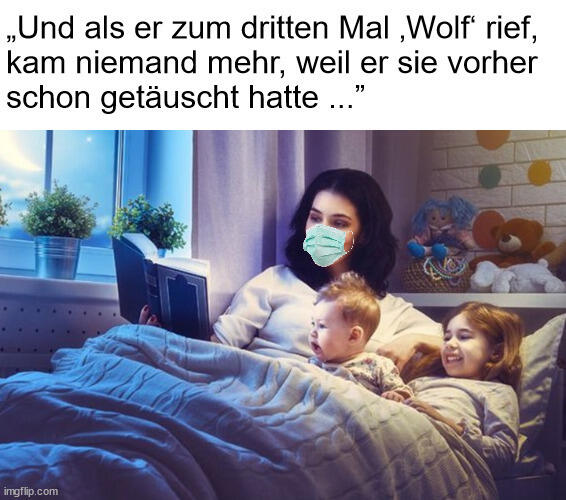 „Und als er zum dritten Mal ‚Wolf‘ rief,
kam niemand mehr, weil er sie vorher
schon getäuscht hatte ...”
imgflip.com